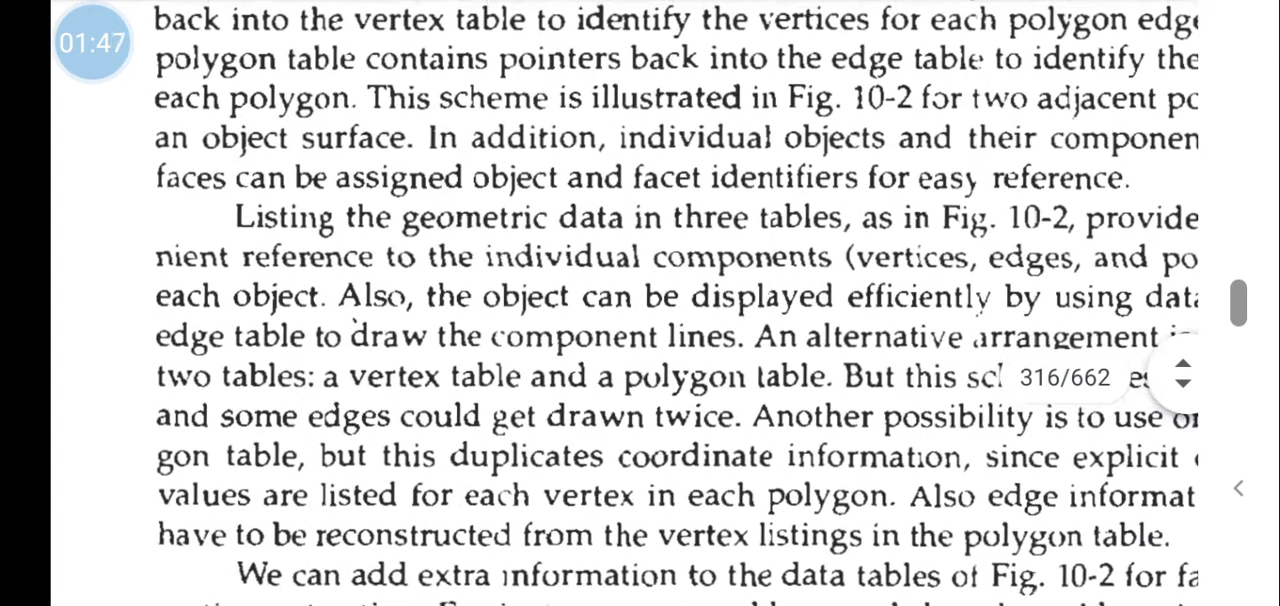 back into the vertex table to identify the vertices for each polygon edge
01:47
polygon table contains pointers back into the edge table to identify the
each polygon. This scheme is illustrated in Fig. 10-2 for two adjacent
an object surface. In addition, individual objects and their componen
faces can be assigned object and facet identifiers for easy reference.
Listing the geometric data in three tables, as in Fig. 10-2, provide
nient reference to the individual components (vertices, edges, and po
each object. Also, the object can be displayed efficiently by using data
edge table to draw the component lines. An alternative arrangement
two tables: a vertex table and a polygon table. But this
316/662
and some edges could get drawn twice. Another possibility is to use
gon table, but this duplicates coordinate information, since explicit
values are listed for each vertex in each polygon. Also edge informat
have to be reconstructed from the vertex listings in the polygon table.
We can add extra information to the data tables of Fig. 10-2 for fa